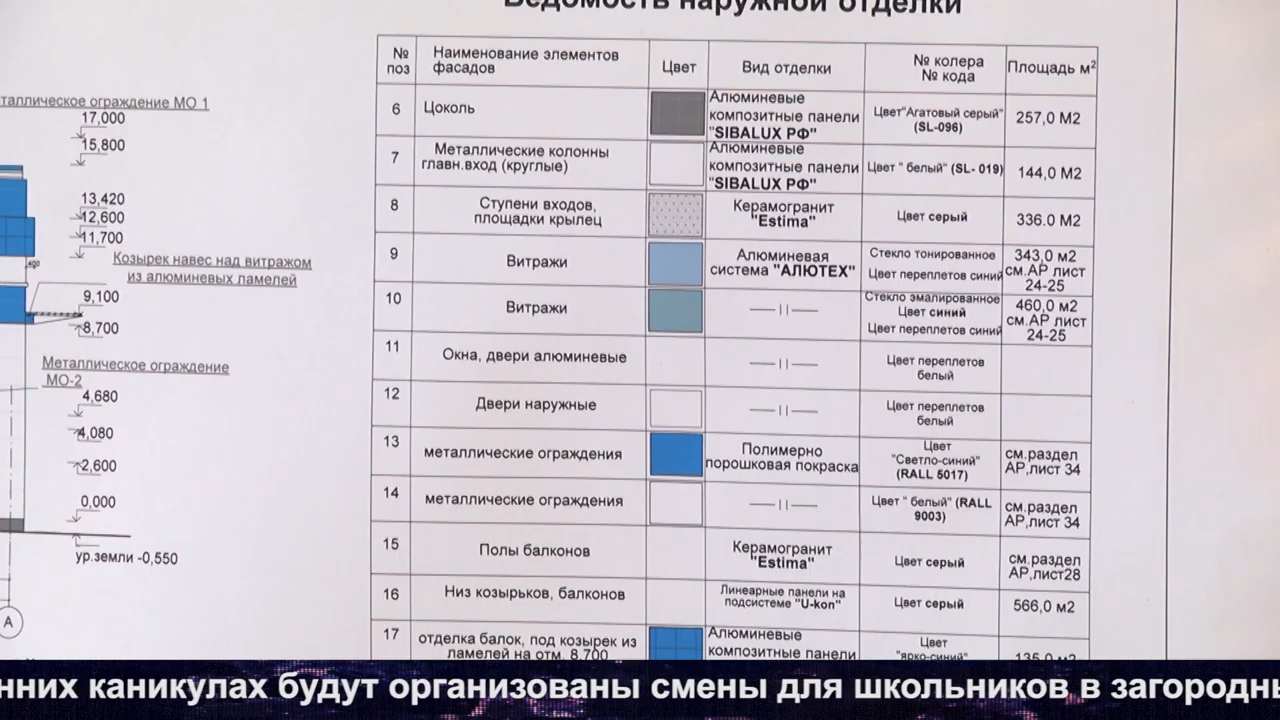 Ведомость наружной отделки
таллическое ограждение МО 1
17,000
15,800
13,420
12,600
11,700
400
Козырек навес над витражом
из алюминевых ламелей
9,100
8,700
Металлическое ограждение
МО-2
4,680
4,080
2,600
0,000
ур.земли -0,550
А
№
поз
Наименование элементов
фасадов
Цвет
Вид отделки
№ колера
№ кода
Площадь м²
6
Цоколь
Алюминевые
композитные панели
"SIBALUX РФ"
Цвет"Агатовый серый"
(SL-096)
257,0 М2
7
Металлические колонны
главн.вход (круглые)
Алюминевые
композитные панели
"SIBALUX РФ"
Цвет " белый" (SL- 019)
144,0 М2
8
Ступени входов,
площадки крылец
Керамогранит
"Estima"
Цвет серый
336.0 М2
9
Витражи
Алюминевая
система "АЛЮТЕХ"
Стекло тонированное
Цвет переплетов синий
343,0 м2
см.АР лист
24-25
10
Витражи
Стекло эмалированное
Цвет синий
Цвет переплетов синий
460,0 м2
см.АР лист
24-25
11
Окна, двери алюминевые
Цвет переплетов
белый
12
Двери наружные
Цвет переплетов
белый
13
металлические ограждения
Полимерно
порошковая покраска
Цвет
"Светло-синий"
(RALL 5017)
см.раздел
АР,лист 34
14
металлические ограждения
Цвет " белый" (RALL
9003)
см.раздел
АР,лист 34
15
Полы балконов
Керамогранит
"Estima"
Цвет серый
см.раздел
АР,лист28
16
Низ козырьков, балконов
Линеарные панели на
подсистеме "U-kon"
Цвет серый
566,0 м2
17
отделка балок, под козырек из
ламелей на отм. 8,700
Алюминевые
композитные панели
Цвет
"ярко-синий"
135,0 м2
нних каникулах будут организованы смены для школьников в загородны